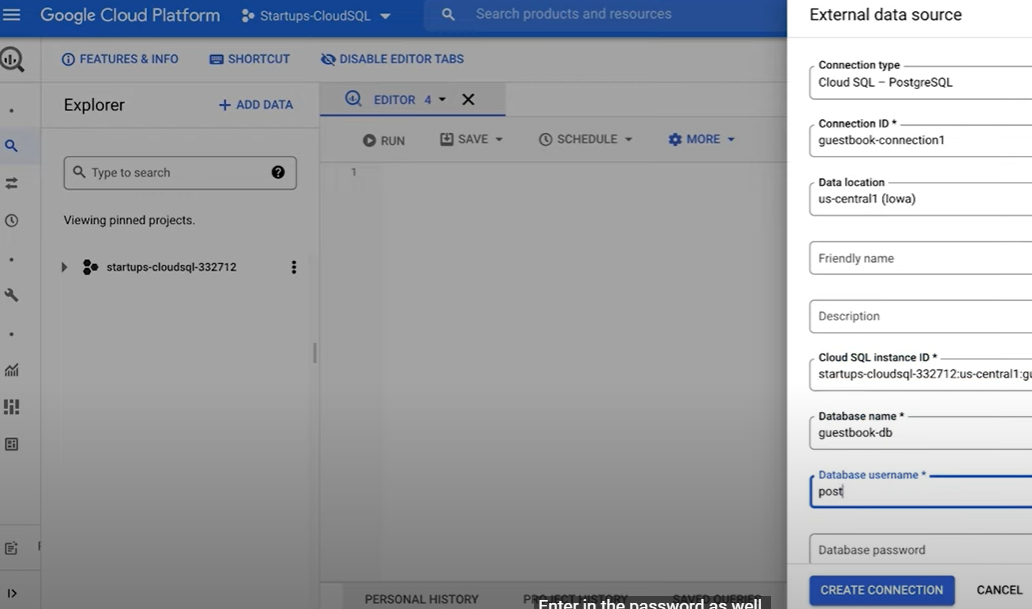 Google Cloud Platform
Startups-CloudSQL
Search products and resources
External data source
FEATURES & INFO
SHORTCUT
DISABLE EDITOR TABS
Explorer
+ ADD DATA
EDITOR 4
RUN
SAVE
SCHEDULE
MORE
Type to search
1
Viewing pinned projects.
startups-cloudsql-332712
Connection type
Cloud SQL – PostgreSQL
Connection ID *
guestbook-connection1
Data location
us-central1 (Iowa)
Friendly name
Description
Cloud SQL instance ID *
startups-cloudsql-332712:us-central1:gu
Database name *
guestbook-db
Database username *
post
Database password
CREATE CONNECTION
CANCEL
PERSONAL HISTORY
PROJECT HISTORY
SAVED QUERIES
Enter in the password as well